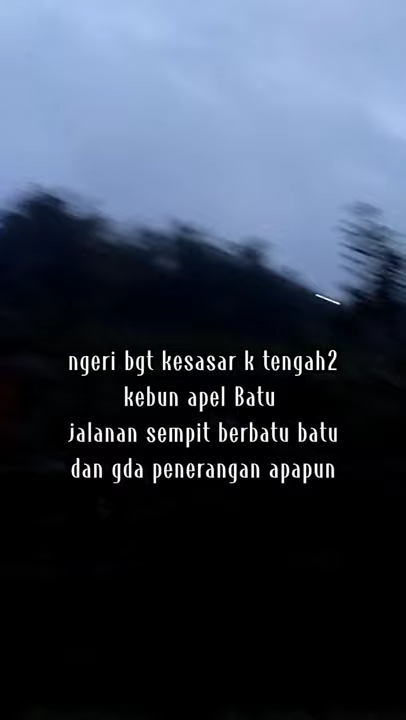 ngeri bgt kesasar k tengah2
kebun apel Batu
jalanan sempit berbatu batu
dan gda penerangan apapun